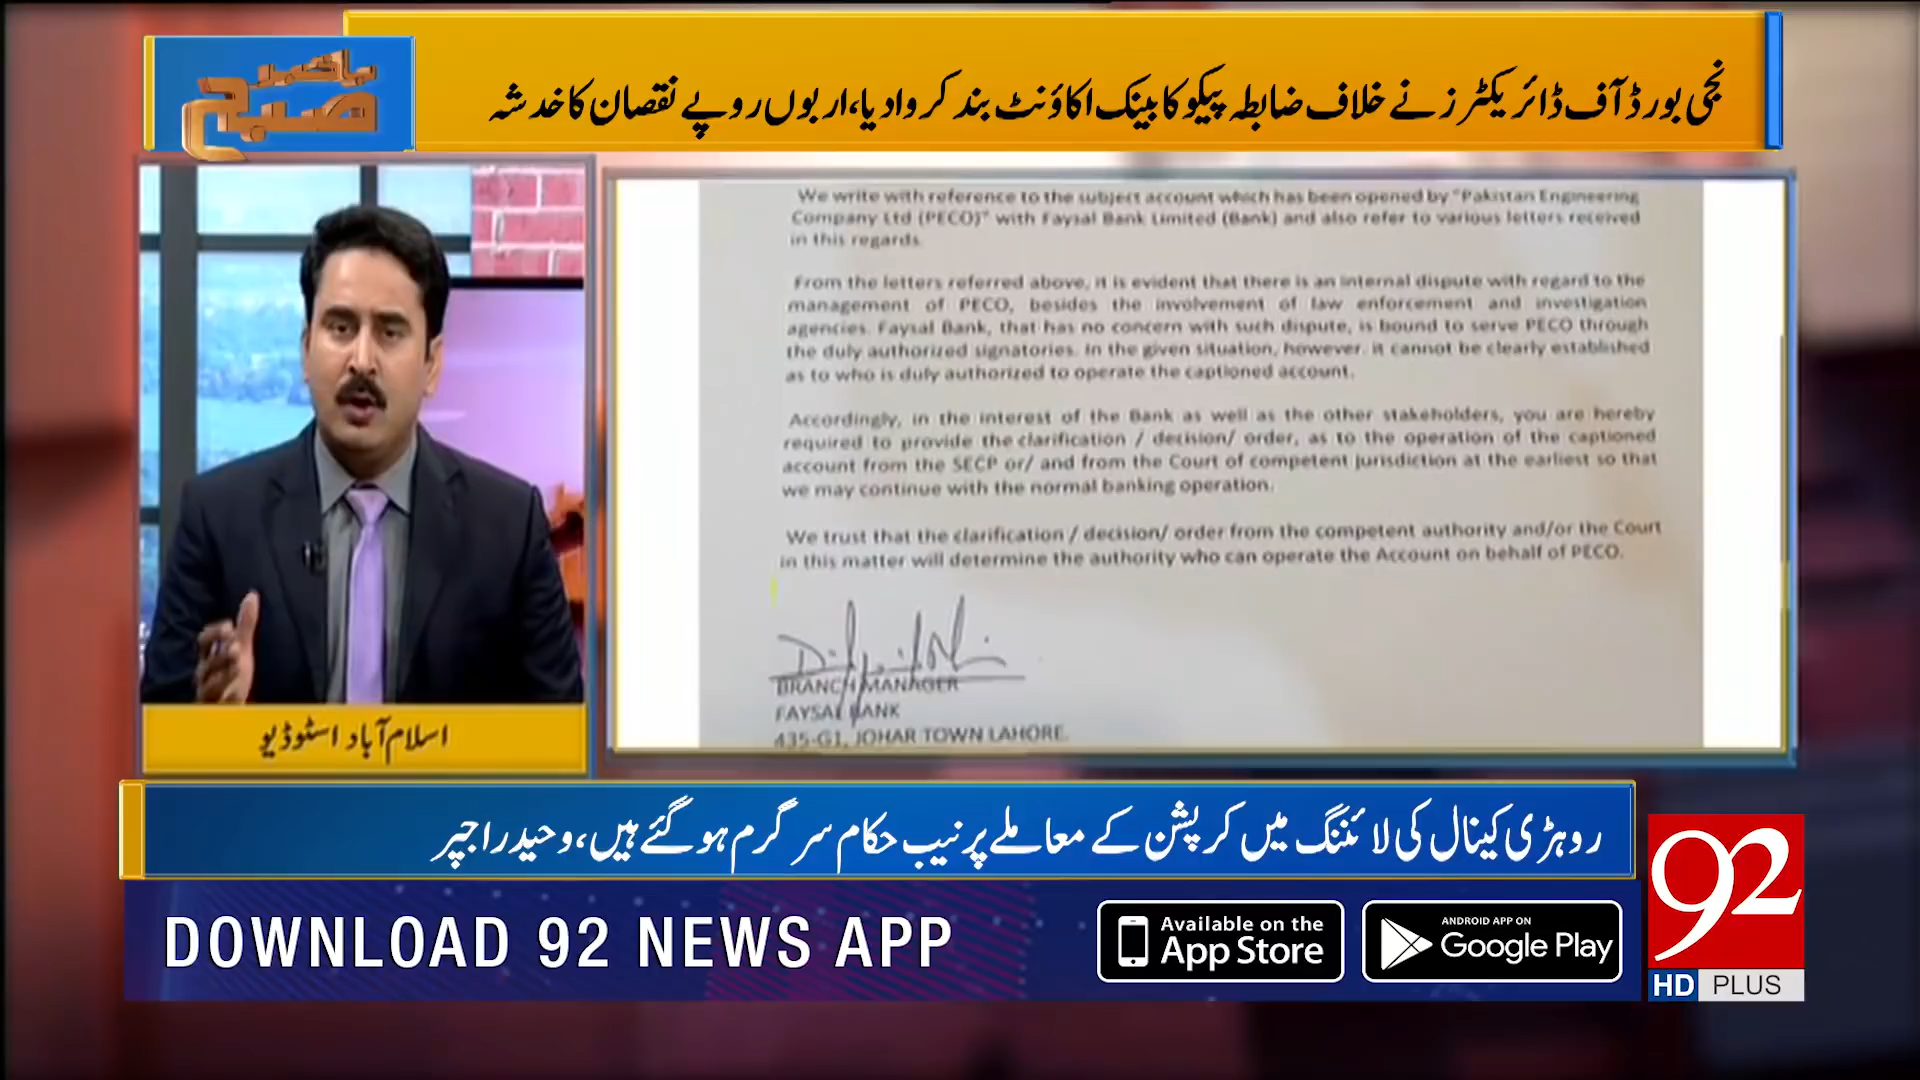 باخبر
صبح
نجی بورڈ آف ڈائریکٹرز نے خلاف ضابطہ پیکو کا بینک اکاؤنٹ بند کروا دیا، اربوں روپے نقصان کا خدشہ
We write with reference to the subject account which has been opened by "Pakistan Engineering
Company Ltd (PECO)" with Faysal Bank Limited (Bank) and also refer to various letters received
in this regards.
From the letters referred above, it is evident that there is an internal dispute with regard to the
management of PECO, besides the involvement of law enforcement and investigation
agencies. Faysal Bank, that has no concern with such dispute, is bound to serve PECO through
the duly authorized signatories. In the given situation, however, it cannot be clearly established
as to who is duly authorized to operate the captioned account.
Accordingly, in the interest of the Bank as well as the other stakeholders, you are hereby
required to provide the clarification / decision/ order, as to the operation of the captioned
account from the SECP or/ and from the Court of competent jurisdiction at the earliest so that
we may continue with the normal banking operation.
We trust that the clarification / decision/ order from the competent authority and/or the Court
in this matter will determine the authority who can operate the Account on behalf of PECO.
BRANCH MANAGER
FAYSAL BANK
435-G1, JOHAR TOWN LAHORE.
اسلام آباد اسٹوڈیو
روہڑی کینال کی لائننگ میں کرپشن کے معاملے پر نیب حکام سرگرم ہوگئے ہیں، وحید راجپر
DOWNLOAD 92 NEWS APP
Available on the
App Store
ANDROID APP ON
Google Play
92
HD PLUS